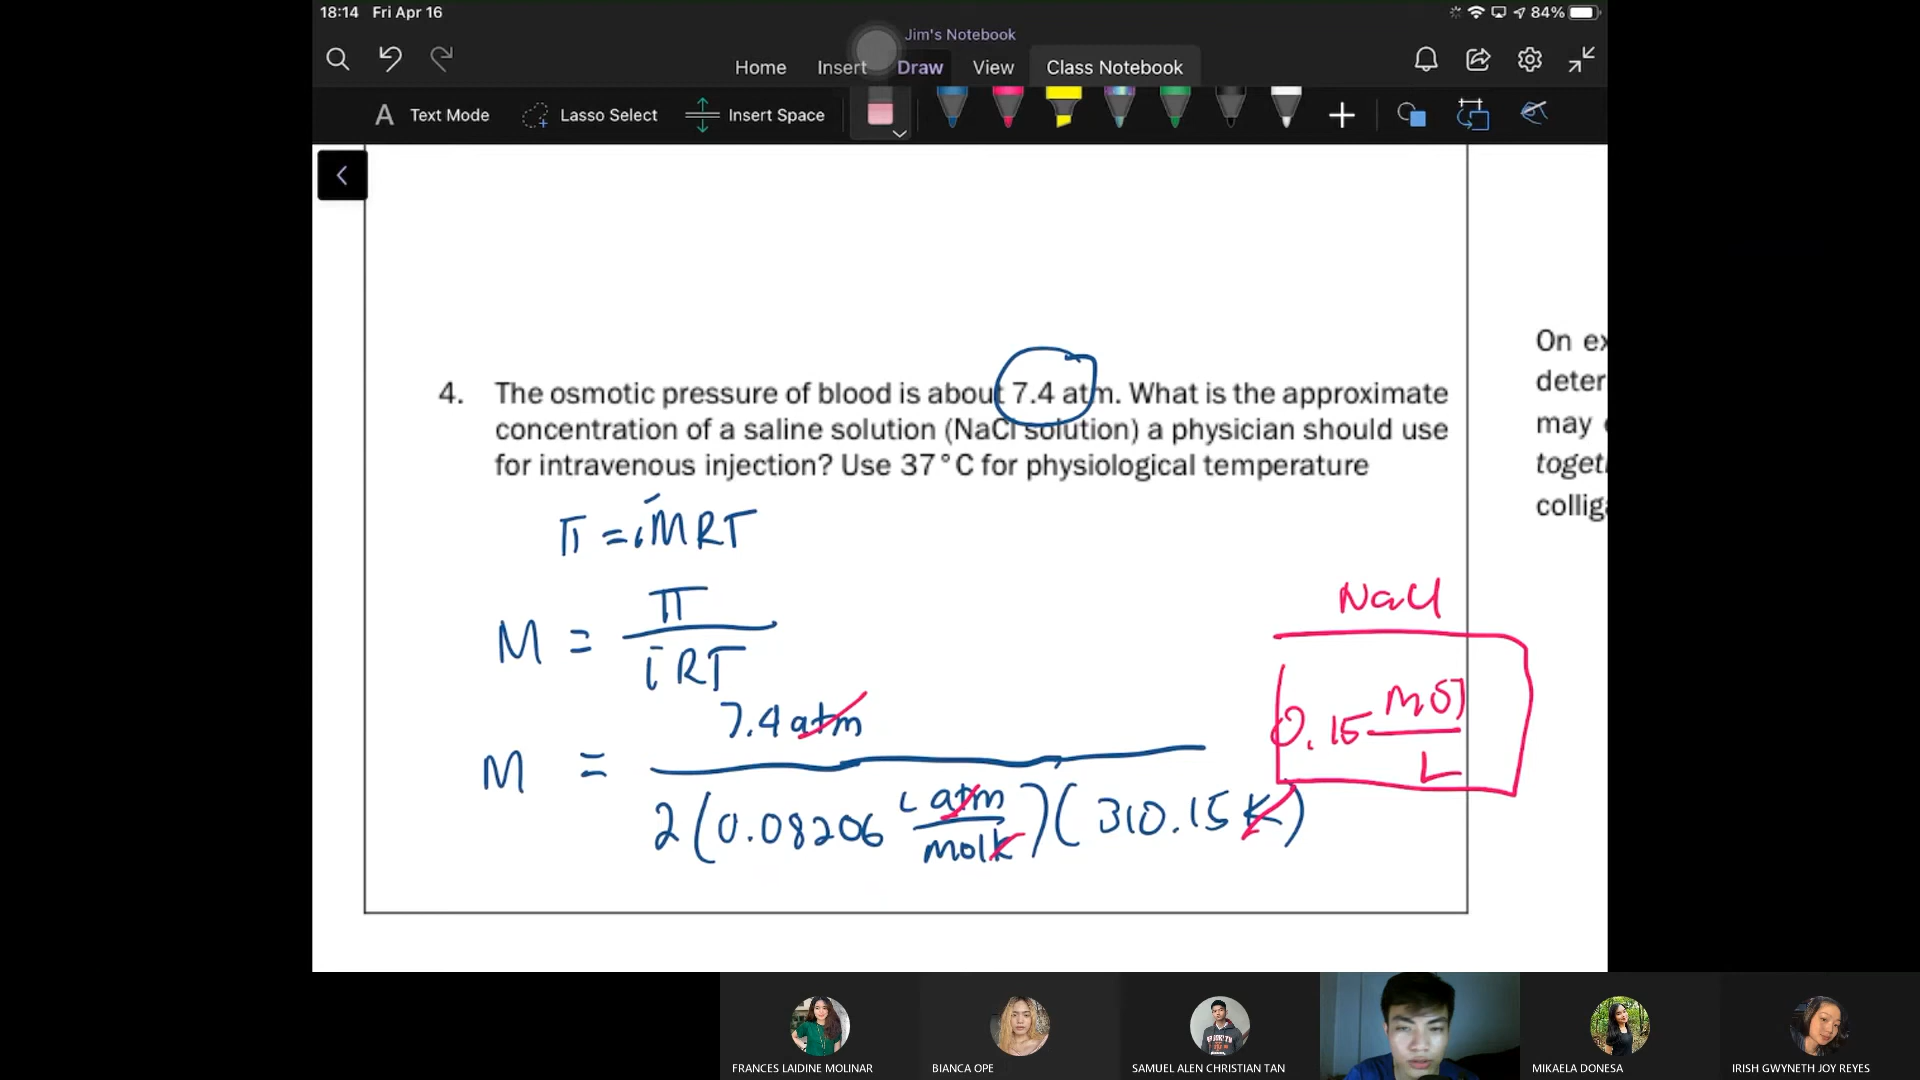 18:14 Fri Apr 16
84%
Jim's Notebook
Home Insert Draw View Class Notebook
A Text Mode Lasso Select Insert Space
4. The osmotic pressure of blood is about 7.4 atm. What is the approximate
concentration of a saline solution (NaCl solution) a physician should use
for intravenous injection? Use 37°C for physiological temperature
On ex
deter
may
toget
collig
π = iMRT
M = π / iRT
NaCl
0.15 mol / L
M = 7.4 atm / 2 (0.08206 L atm / mol K) (310.15 K)
FRANCES LAIDINE MOLINAR
BIANCA OPE
SAMUEL ALEN CHRISTIAN TAN
MIKAELA DONESA
IRISH GWYNETH JOY REYES